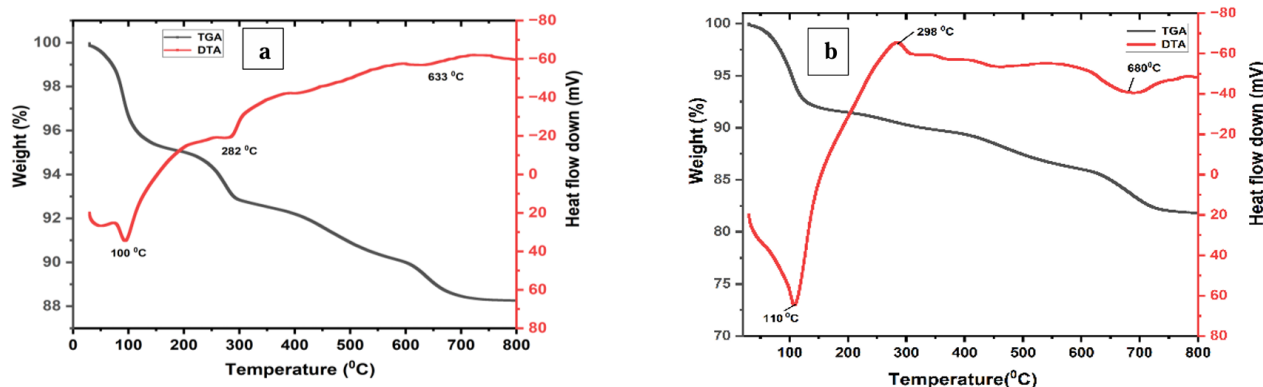 a
TGA
DTA
100
98
96
94
92
90
88
Weight (%)
0 100 200 300 400 500 600 700 800
Temperature (⁰C)
−80
−60
−40
−20
0
20
40
60
80
Heat flow down (mV)
100 ⁰C
282 ⁰C
633 ⁰C
b
TGA
DTA
100
95
90
85
80
75
70
Weight (%)
100 200 300 400 500 600 700 800
Temperature(⁰C)
−80
−60
−40
−20
0
20
40
60
80
Heat flow down (mV)
110 ⁰C
298 ⁰C
680⁰C